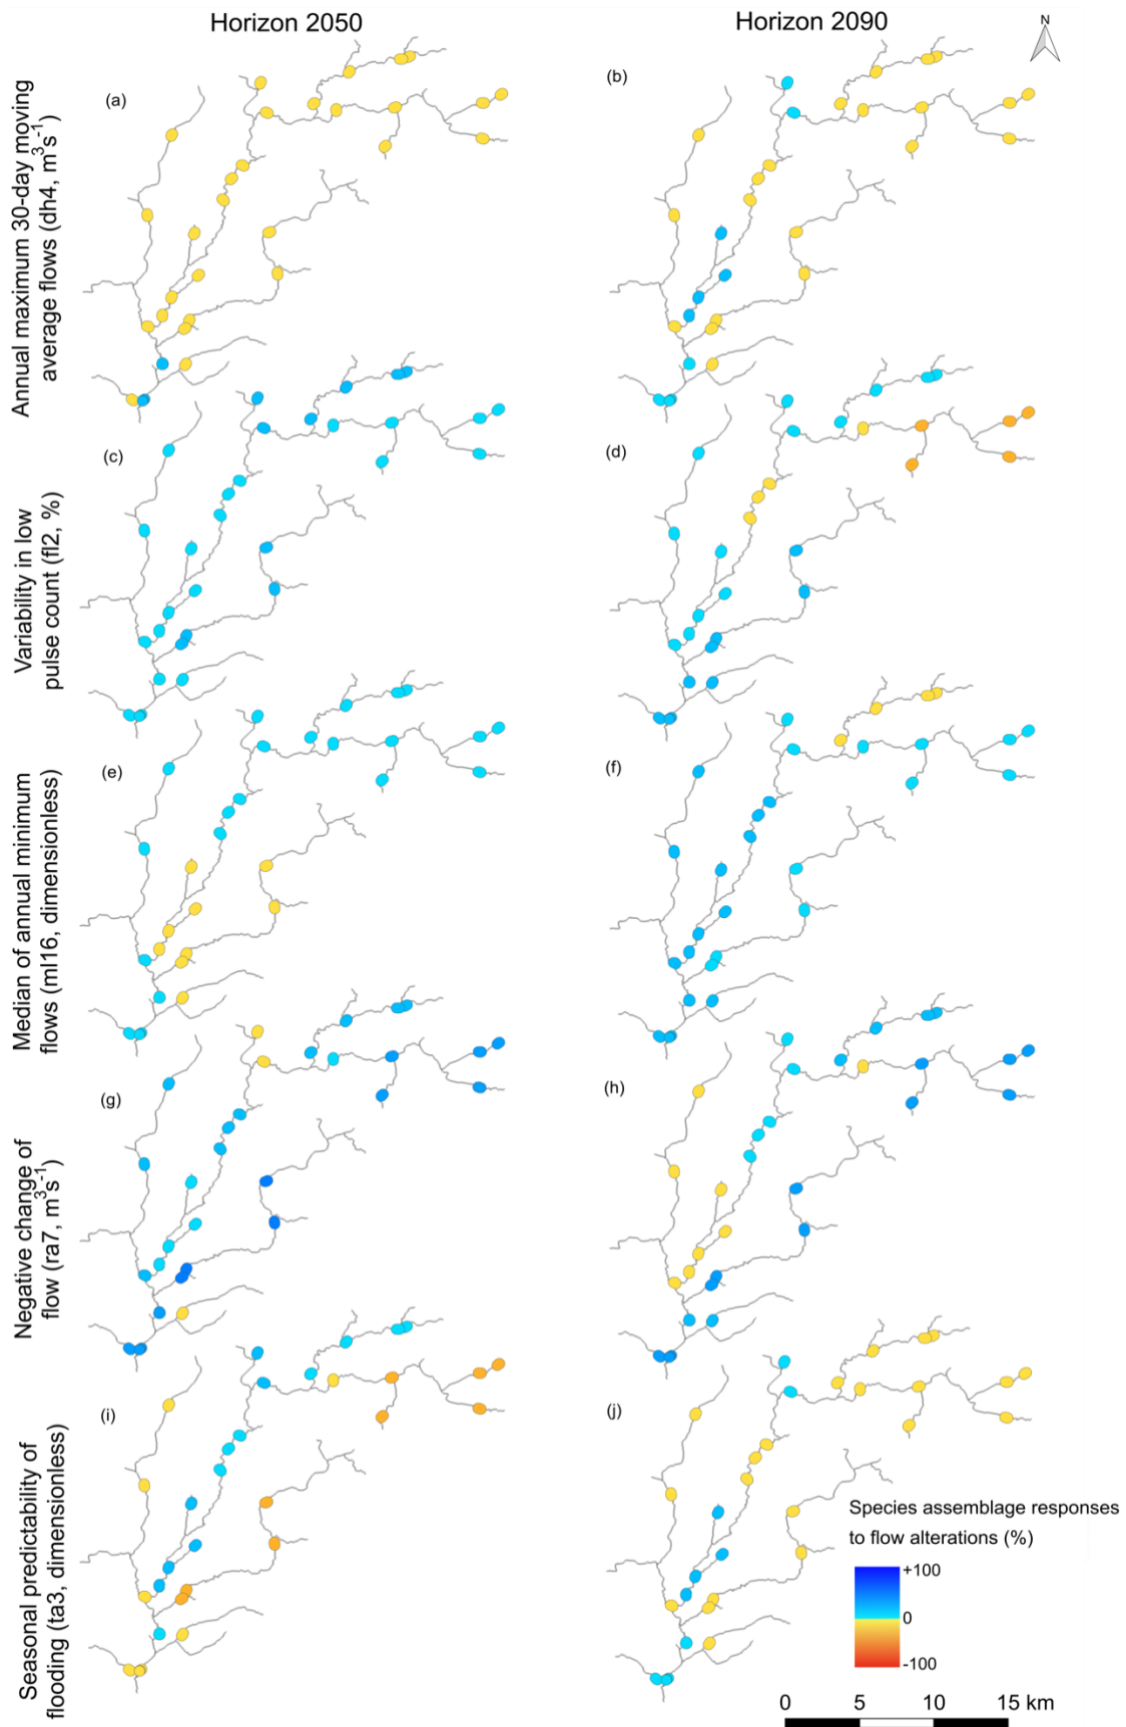 Horizon 2050
Horizon 2090
N
(a)
(b)
Annual maximum 30-day moving
average flows (dh4, m³s⁻¹)
(c)
(d)
Variability in low
pulse count (fl2, %)
(e)
(f)
Median of annual minimum
flows (ml16, dimensionless)
(g)
(h)
Negative change of
flow (ra7, m³s⁻¹)
(i)
(j)
Seasonal predictability of
flooding (ta3, dimensionless)
Species assemblage responses
to flow alterations (%)
+100
0
-100
0 5 10 15 km